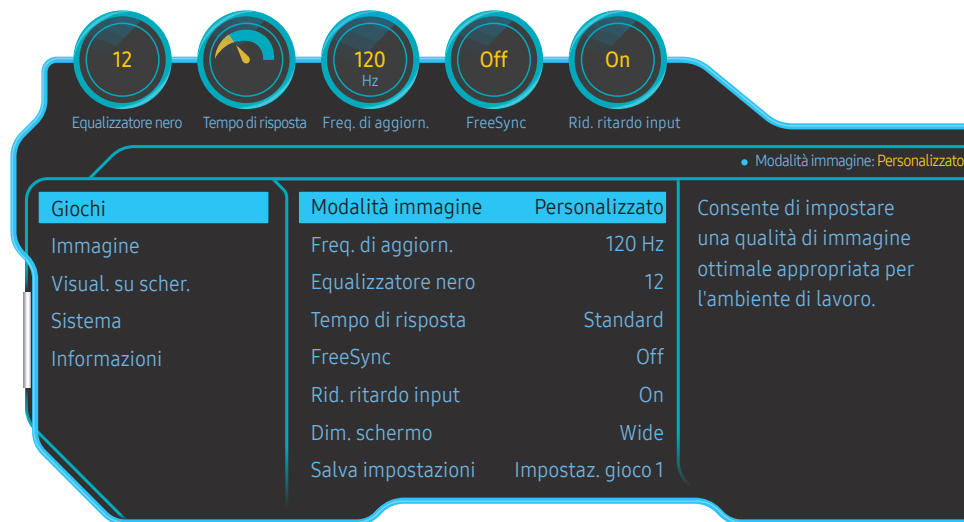 12
120
Hz
Off
On
Equalizzatore nero
Tempo di risposta
Freq. di aggiorn.
FreeSync
Rid. ritardo input
Modalità immagine: Personalizzato
Giochi
Immagine
Visual. su scher.
Sistema
Informazioni
Modalità immagine Personalizzato
Freq. di aggiorn. 120 Hz
Equalizzatore nero 12
Tempo di risposta Standard
FreeSync Off
Rid. ritardo input On
Dim. schermo Wide
Salva impostazioni Impostaz. gioco 1
Consente di impostare
una qualità di immagine
ottimale appropriata per
l'ambiente di lavoro.